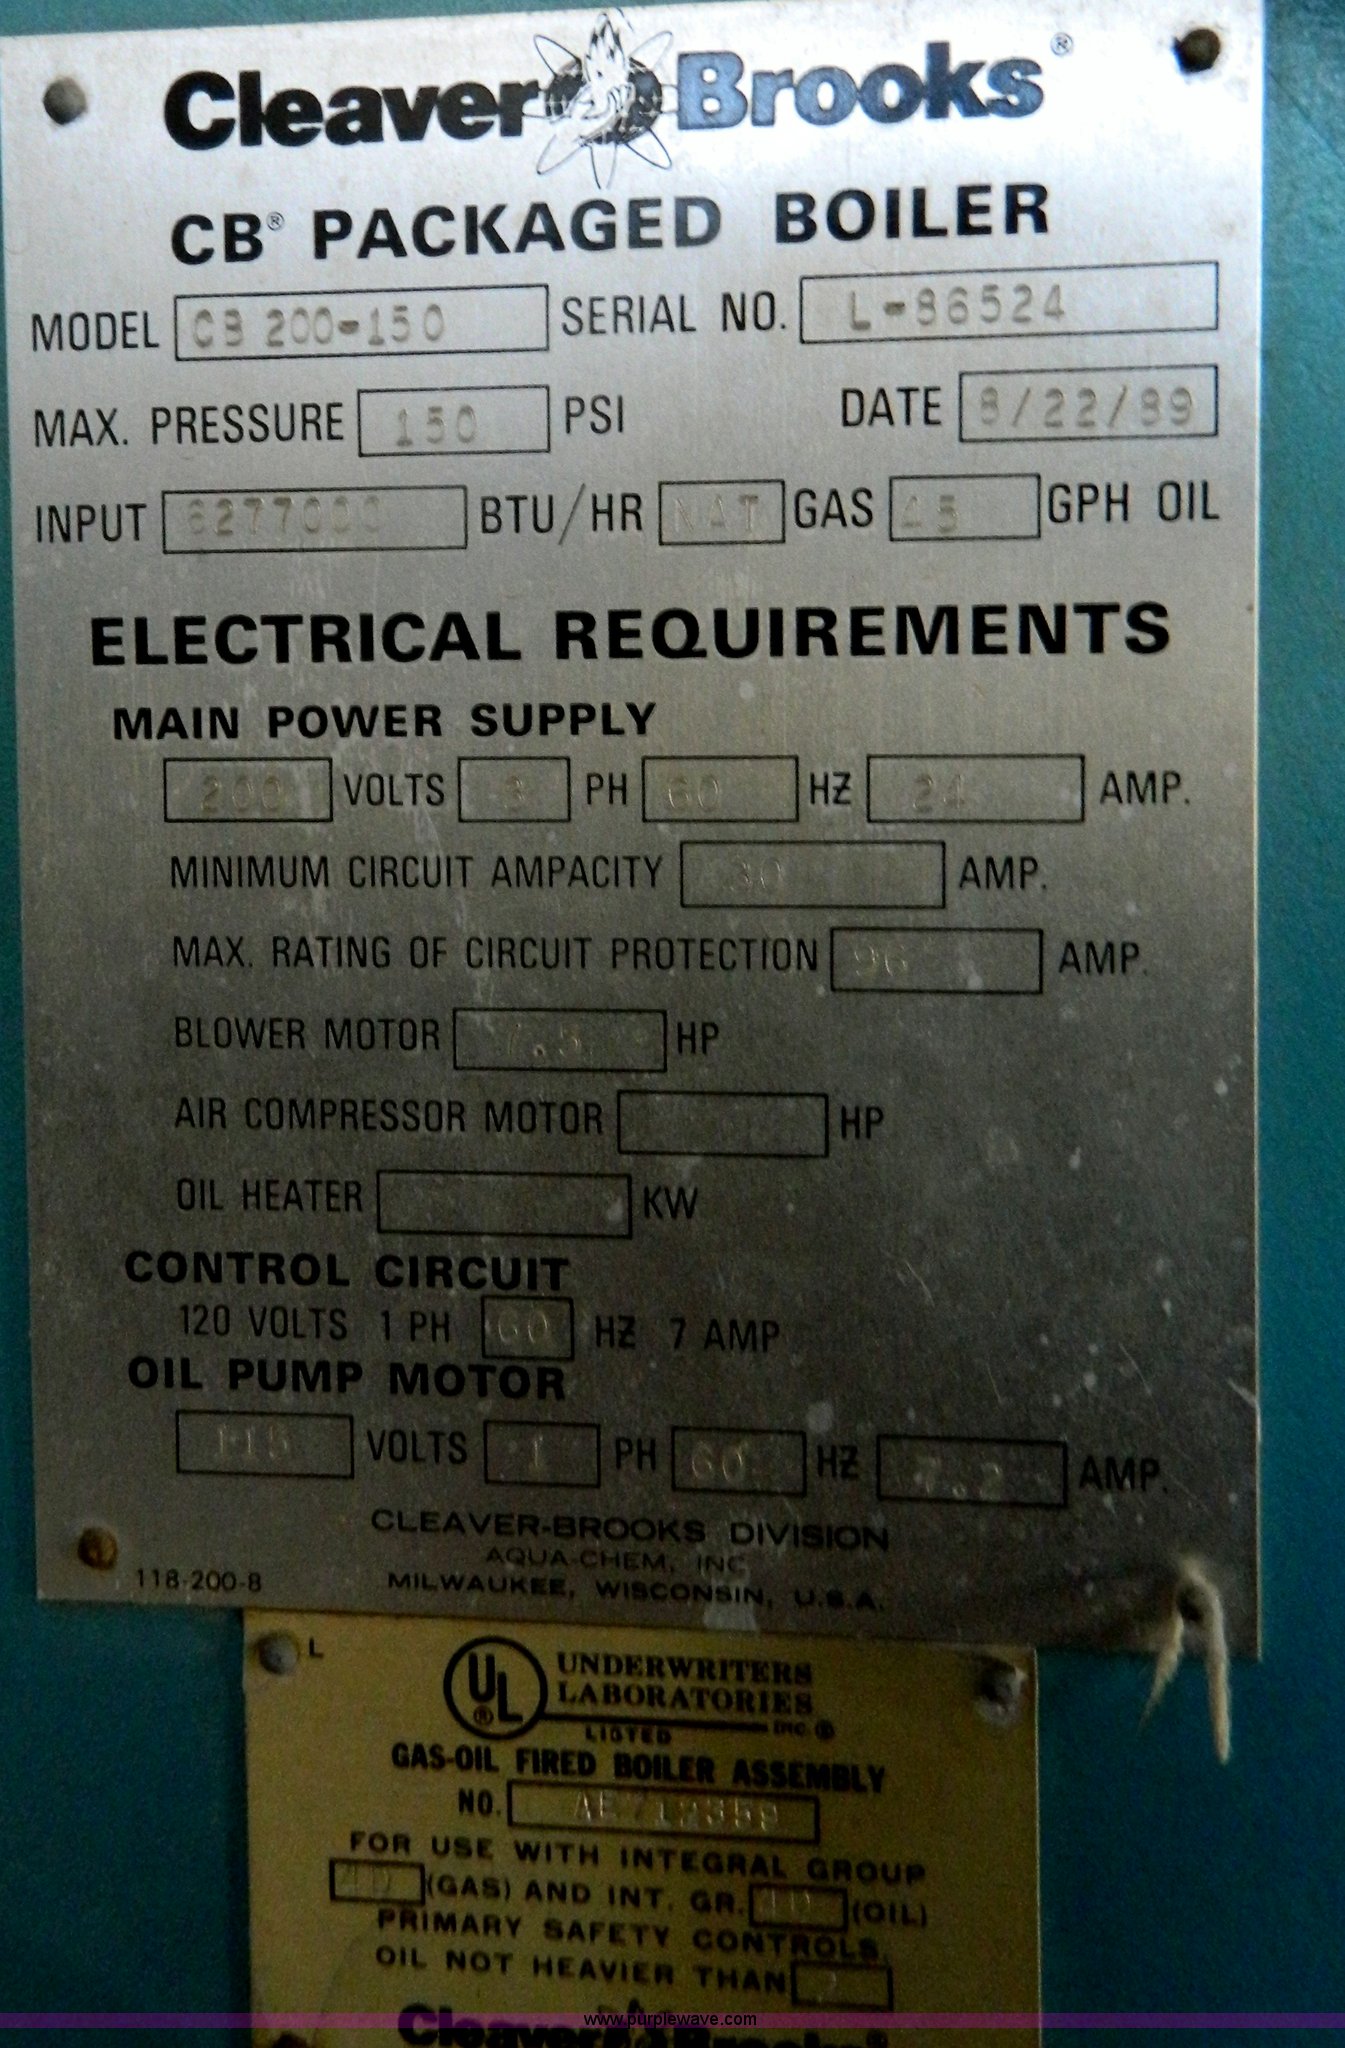 Cleaver Brooks®
CB® PACKAGED BOILER
MODEL CB 200-150 SERIAL NO. L-86524
MAX. PRESSURE 150 PSI DATE 8/22/89
INPUT 6277000 BTU/HR NAT GAS 45 GPH OIL
ELECTRICAL REQUIREMENTS
MAIN POWER SUPPLY
200 VOLTS 3 PH 60 HZ 24 AMP.
MINIMUM CIRCUIT AMPACITY 30 AMP.
MAX. RATING OF CIRCUIT PROTECTION 96 AMP.
BLOWER MOTOR 7.5 HP
AIR COMPRESSOR MOTOR HP
OIL HEATER KW
CONTROL CIRCUIT
120 VOLTS 1 PH 60 HZ 7 AMP
OIL PUMP MOTOR
115 VOLTS 1 PH 60 HZ 7.2 AMP.
CLEAVER-BROOKS DIVISION
AQUA-CHEM, INC
118-200-8 MILWAUKEE, WISCONSIN, U.S.A.
L
UL® UNDERWRITERS
LABORATORIES
INC.®
LISTED
GAS-OIL FIRED BOILER ASSEMBLY
NO.
FOR USE WITH INTEGRAL GROUP
(GAS) AND INT. GR. (OIL)
PRIMARY SAFETY CONTROLS.
OIL NOT HEAVIER THAN
www.purplewave.com
Cleaver Brooks®